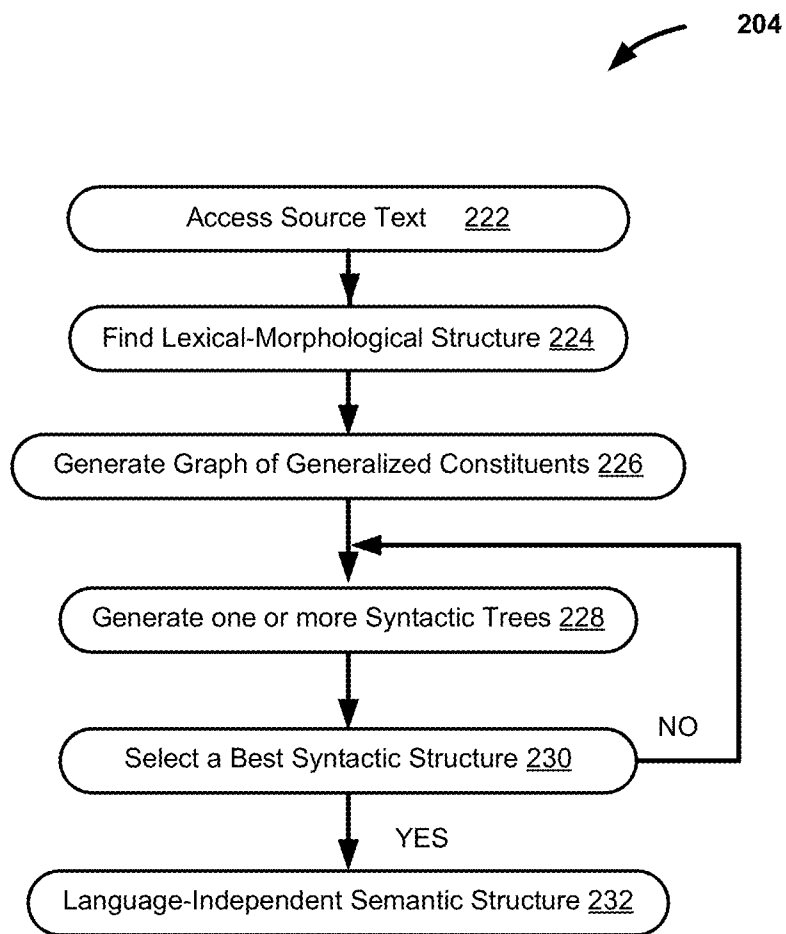 204
Access Source Text 222
Find Lexical-Morphological Structure 224
Generate Graph of Generalized Constituents 226
Generate one or more Syntactic Trees 228
Select a Best Syntactic Structure 230
NO
YES
Language-Independent Semantic Structure 232